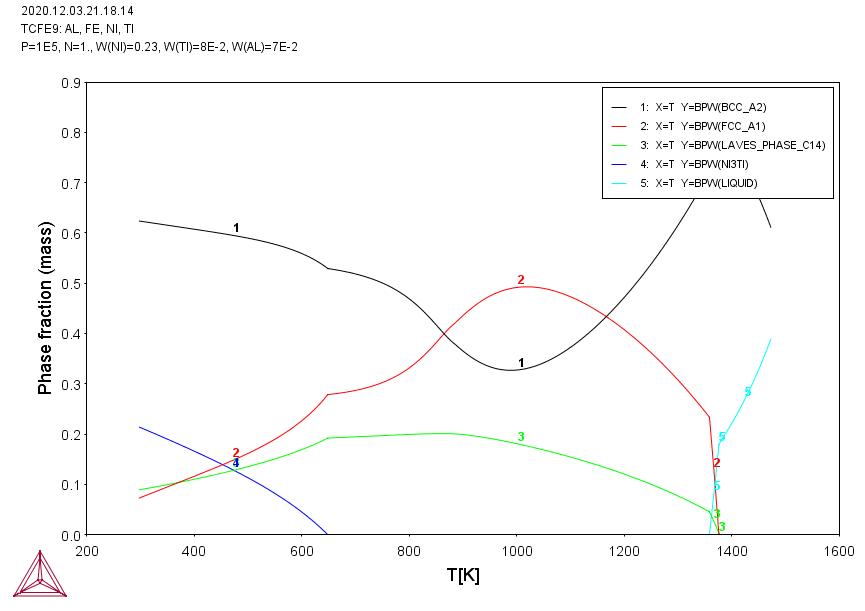 2020.12.03.21.18.14
TCFE9: AL, FE, NI, TI
P=1E5, N=1., W(NI)=0.23, W(TI)=8E-2, W(AL)=7E-2
0.9
1: X=T Y=BPW(BCC_A2)
2: X=T Y=BPW(FCC_A1)
3: X=T Y=BPW(LAVES_PHASE_C14)
4: X=T Y=BPW(NI3TI)
5: X=T Y=BPW(LIQUID)
0.8
0.7
0.6
0.5
0.4
0.3
0.2
0.1
0.0
Phase fraction (mass)
1
2
4
2
1
3
5
5
2
5
3
3
200 400 600 800 1000 1200 1400 1600
T[K]